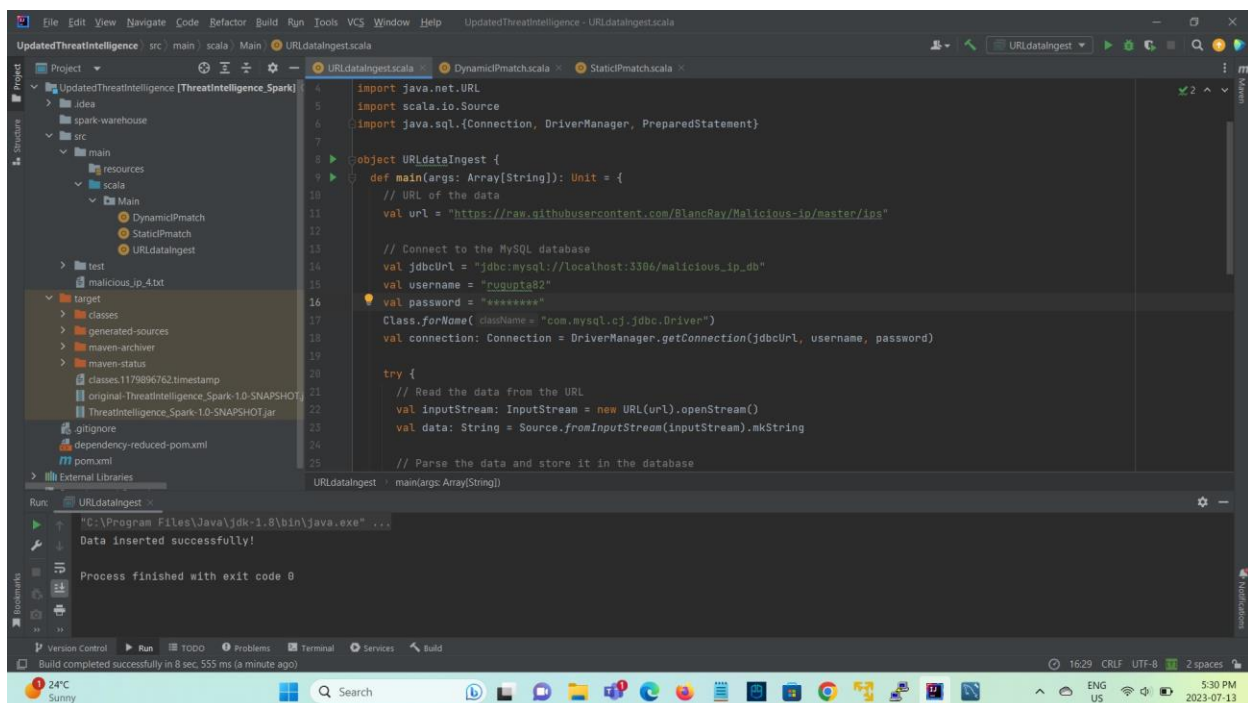 File Edit View Navigate Code Refactor Build Run Tools VCS Window Help UpdatedThreatIntelligence - URLdataIngest.scala
UpdatedThreatIntelligence src main scala Main URLdataIngest.scala
URLdataIngest
Project
URLdataIngest.scala DynamicIPmatch.scala StaticIPmatch.scala
Project
Structure
Bookmarks
Maven
Notifications
UpdatedThreatIntelligence [ThreatIntelligence_Spark]
.idea
spark-warehouse
src
main
resources
scala
Main
DynamicIPmatch
StaticIPmatch
URLdataIngest
test
malicious_ip_4.txt
target
classes
generated-sources
maven-archiver
maven-status
classes.1179896762.timestamp
original-ThreatIntelligence_Spark-1.0-SNAPSHOT.j
ThreatIntelligence_Spark-1.0-SNAPSHOT.jar
.gitignore
dependency-reduced-pom.xml
pom.xml
External Libraries
2
4 import java.net.URL
5 import scala.io.Source
6 import java.sql.{Connection, DriverManager, PreparedStatement}
7
8 object URLdataIngest {
9 def main(args: Array[String]): Unit = {
10 // URL of the data
11 val url = "https://raw.githubusercontent.com/BlancRay/Malicious-ip/master/ips"
12
13 // Connect to the MySQL database
14 val jdbcUrl = "jdbc:mysql://localhost:3306/malicious_ip_db"
15 val username = "rugupta82"
16 val password = "********"
17 Class.forName( className = "com.mysql.cj.jdbc.Driver")
18 val connection: Connection = DriverManager.getConnection(jdbcUrl, username, password)
19
20 try {
21 // Read the data from the URL
22 val inputStream: InputStream = new URL(url).openStream()
23 val data: String = Source.fromInputStream(inputStream).mkString
24
25 // Parse the data and store it in the database
URLdataIngest main(args: Array[String])
Run: URLdataIngest
"C:\Program Files\Java\jdk-1.8\bin\java.exe" ...
Data inserted successfully!
Process finished with exit code 0
Version Control Run TODO Problems Terminal Services Build
Build completed successfully in 8 sec, 555 ms (a minute ago)
16:29 CRLF UTF-8 2 spaces
24°C
Sunny
Search
ENG
US
5:30 PM
2023-07-13